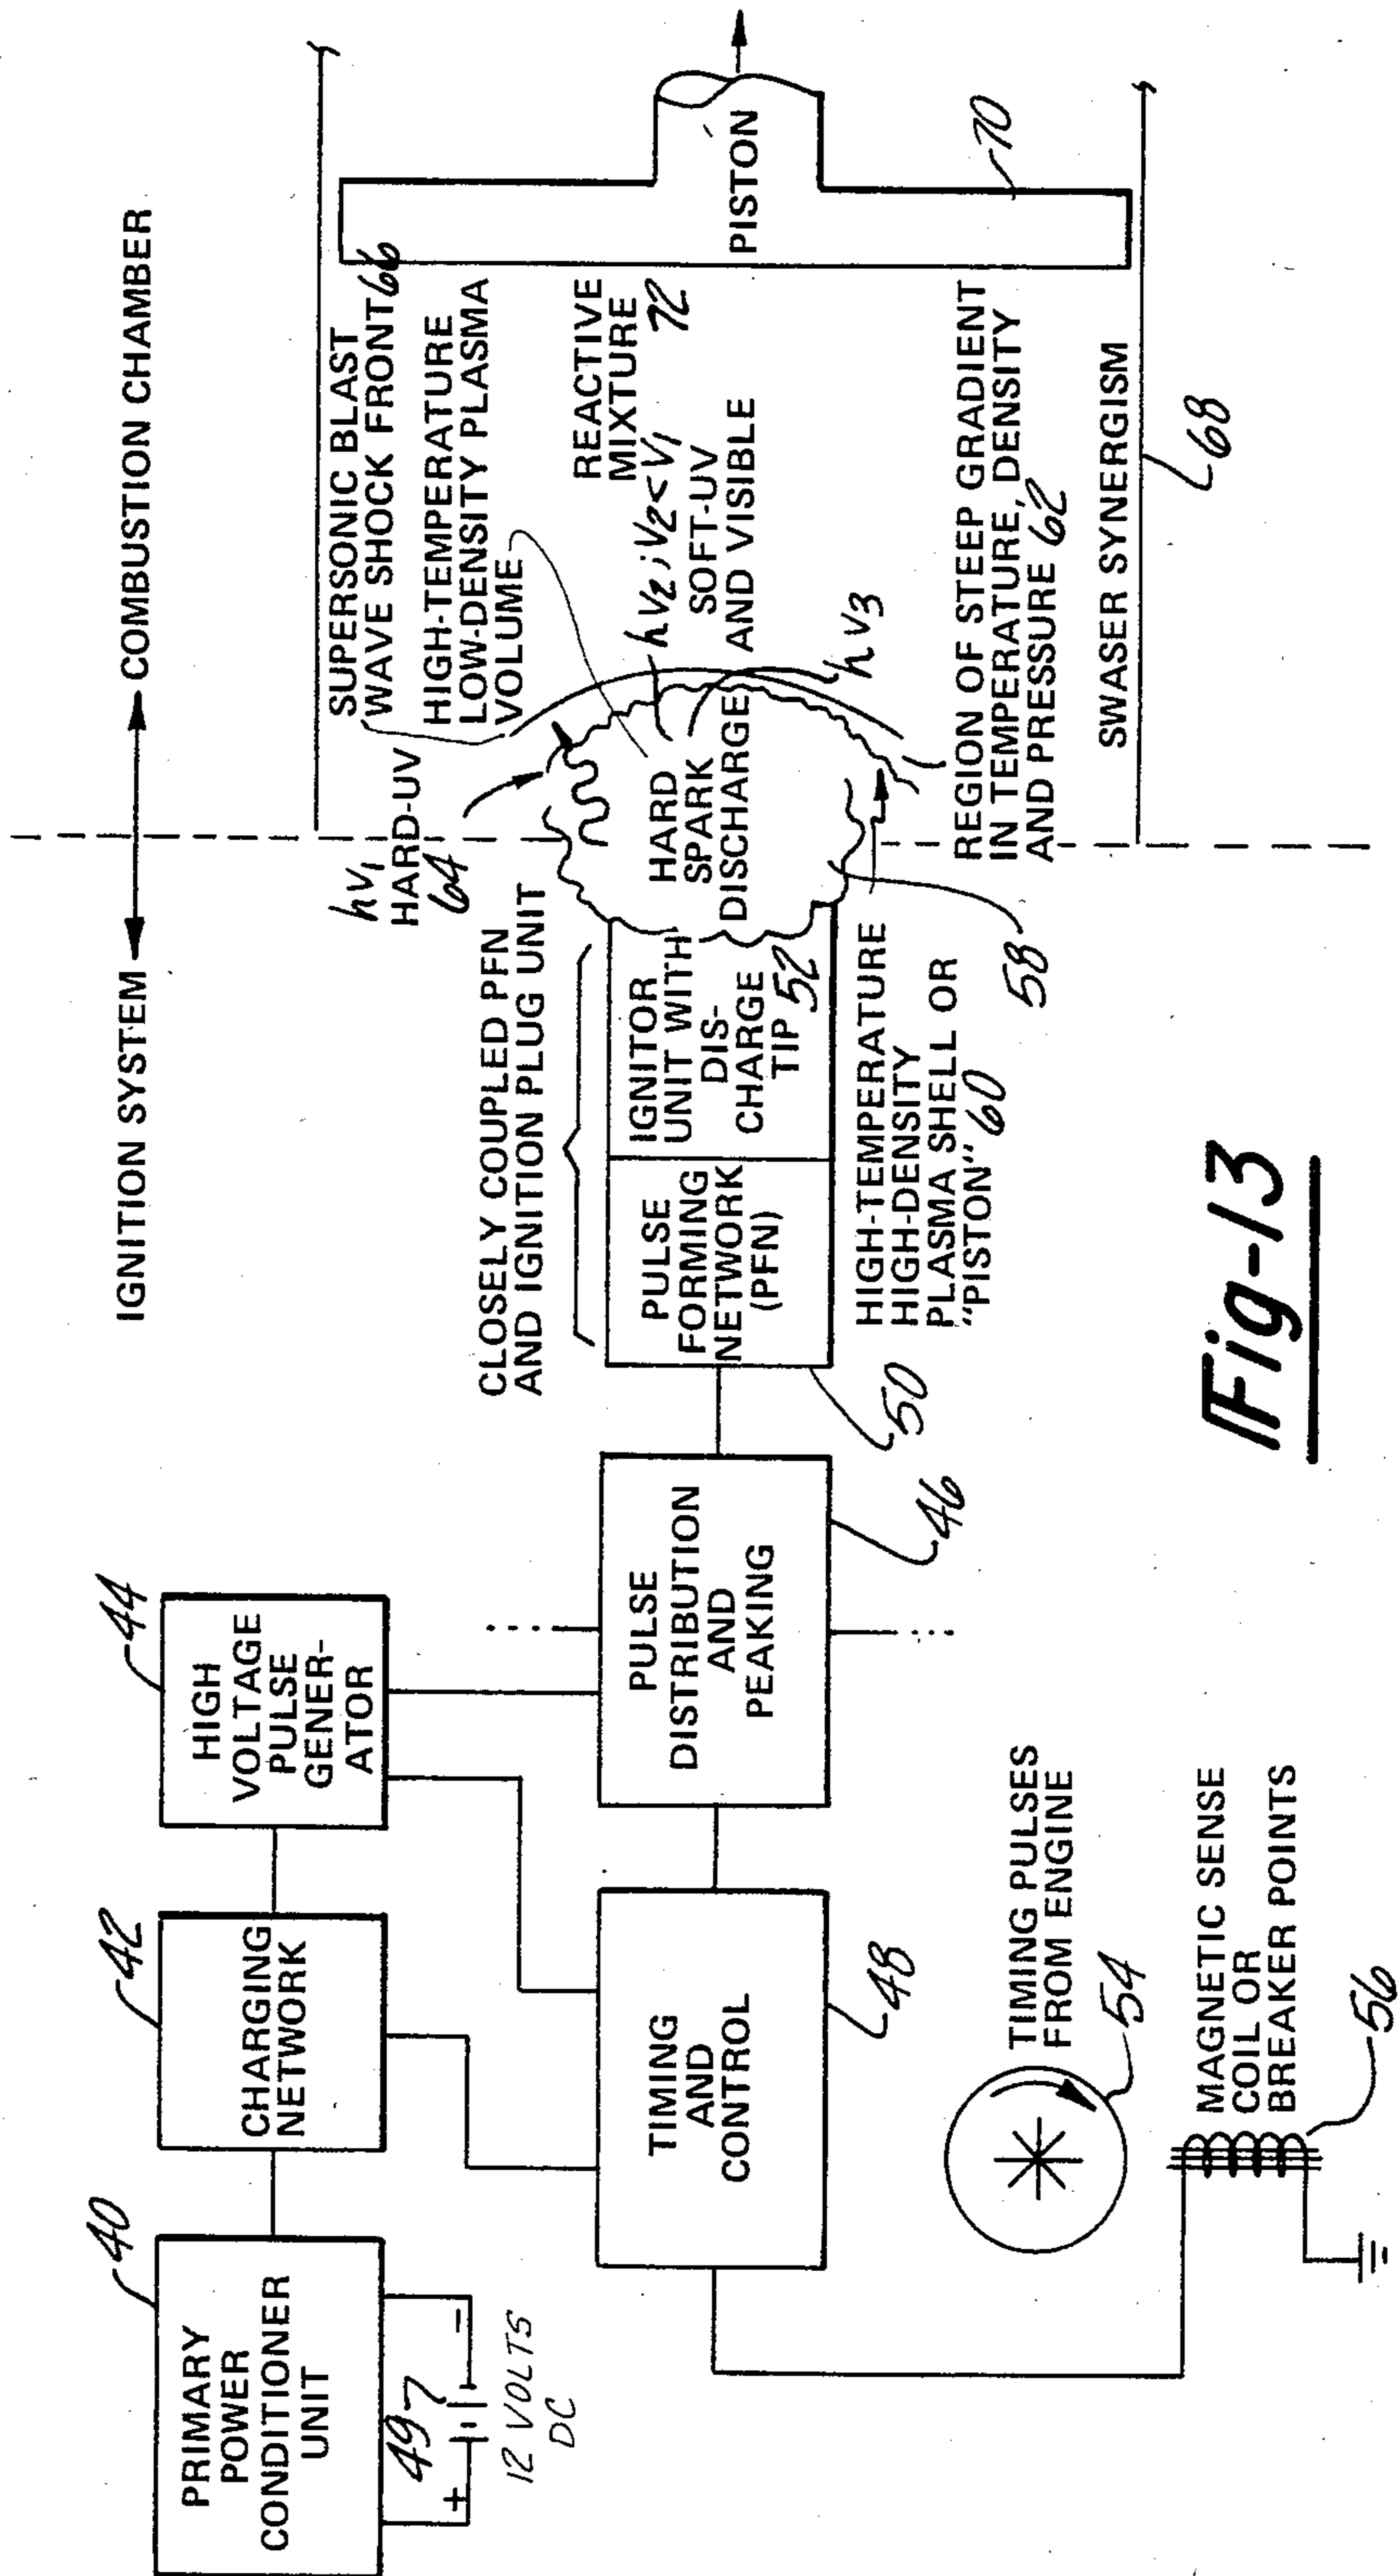 IGNITION SYSTEM
COMBUSTION CHAMBER
40
PRIMARY
POWER
CONDITIONER
UNIT
49
+
-
12 VOLTS
DC
42
CHARGING
NETWORK
44
HIGH
VOLTAGE
PULSE
GENER-
ATOR
TIMING
AND
CONTROL
48
PULSE
DISTRIBUTION
AND
PEAKING
46
TIMING PULSES
FROM ENGINE
54
MAGNETIC SENSE
COIL OR
BREAKER POINTS
56
CLOSELY COUPLED PFN
AND IGNITION PLUG UNIT
PULSE
FORMING
NETWORK
(PFN)
50
IGNITOR
UNIT WITH
DIS-
CHARGE
TIP 52
HIGH-TEMPERATURE
HIGH-DENSITY
PLASMA SHELL OR
"PISTON" 60
58
hν1
HARD-UV
64
HARD
SPARK
DISCHARGE
SUPERSONIC BLAST
WAVE SHOCK FRONT 66
HIGH-TEMPERATURE
LOW-DENSITY PLASMA
VOLUME
REACTIVE
MIXTURE 72
hν2; ν2<ν1
SOFT-UV
AND VISIBLE
hν3
REGION OF STEEP GRADIENT
IN TEMPERATURE, DENSITY
AND PRESSURE 62
SWASER SYNERGISM
68
PISTON
70
Fig-13